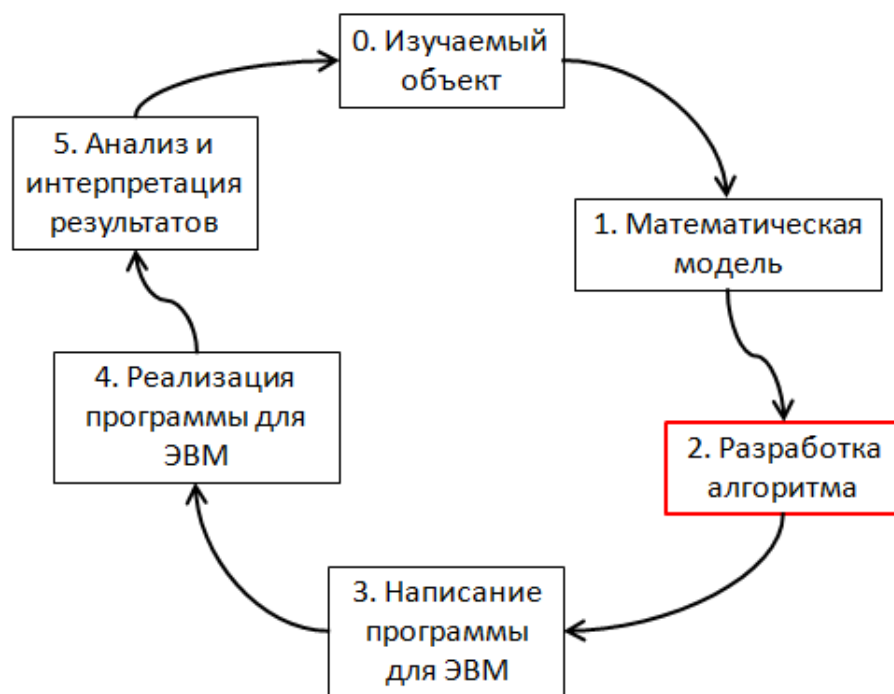 0. Изучаемый
объект
1. Математическая
модель
2. Разработка
алгоритма
3. Написание
программы
для ЭВМ
4. Реализация
программы для
ЭВМ
5. Анализ и
интерпретация
результатов